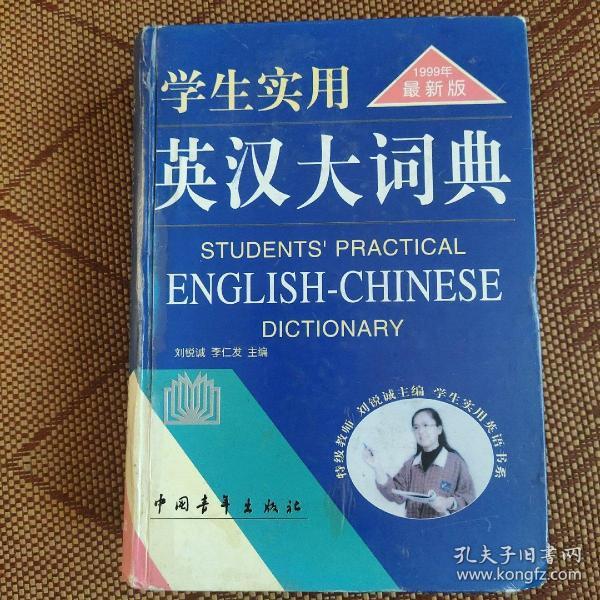 1999年
最新版
学生实用
英汉大词典
STUDENTS' PRACTICAL
ENGLISH-CHINESE
DICTIONARY
刘锐诚 李仁发 主编
特级教师 刘锐诚主编 学生实用英语书系
中国青年出版社
孔夫子旧书网
www.kongfz.com